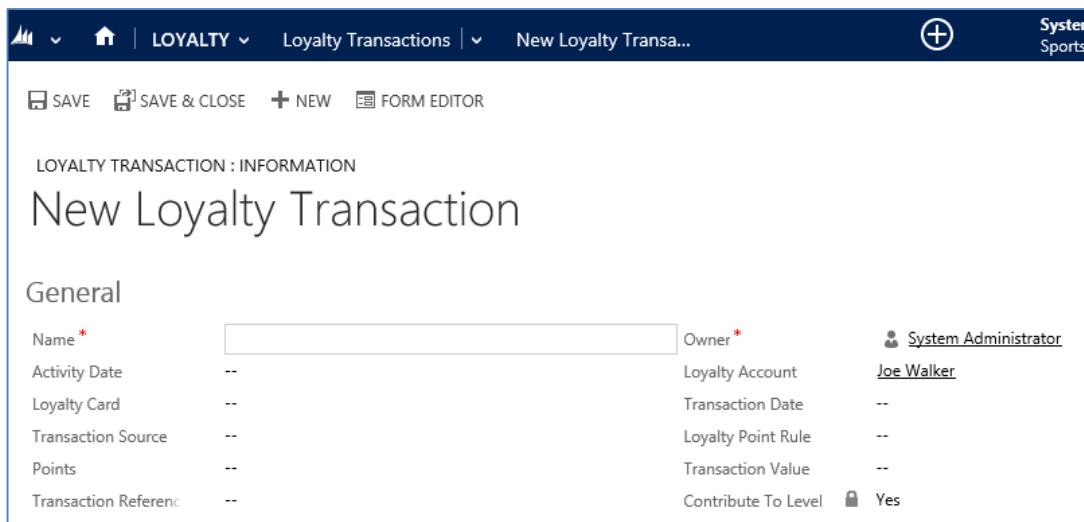 LOYALTY Loyalty Transactions New Loyalty Transa... Syster
Sports
SAVE SAVE & CLOSE NEW FORM EDITOR
LOYALTY TRANSACTION : INFORMATION
New Loyalty Transaction
General
Name * Owner * System Administrator
Activity Date -- Loyalty Account Joe Walker
Loyalty Card -- Transaction Date --
Transaction Source -- Loyalty Point Rule --
Points -- Transaction Value --
Transaction Referenc -- Contribute To Level Yes